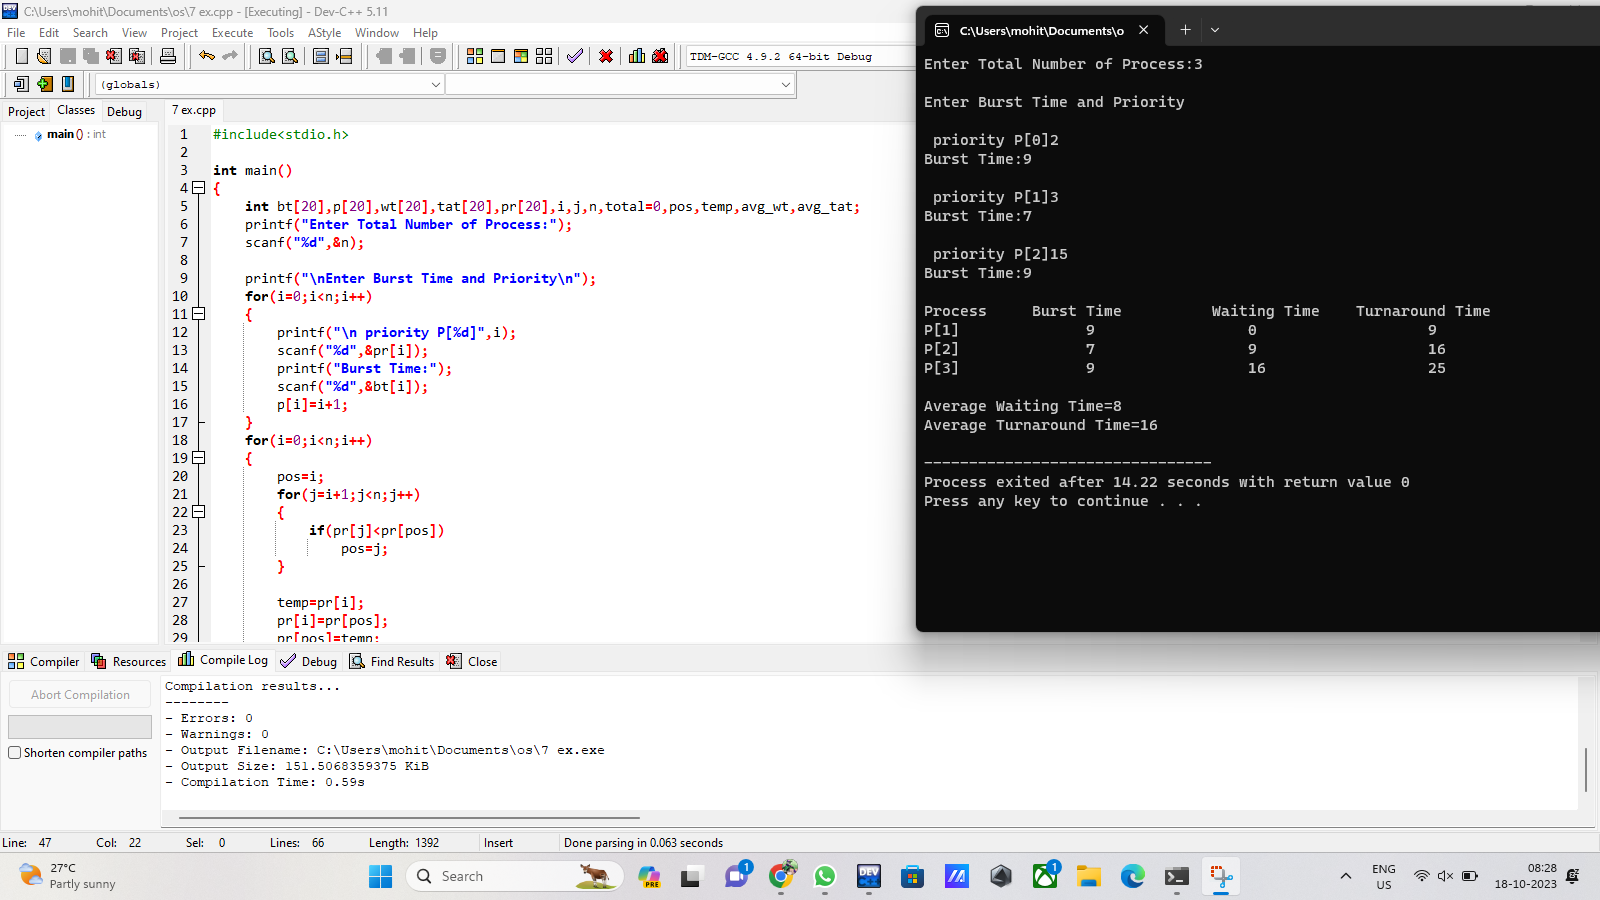 C:\Users\mohit\Documents\os\7 ex.cpp - [Executing] - Dev-C++ 5.11
File Edit Search View Project Execute Tools AStyle Window Help
TDM-GCC 4.9.2 64-bit Debug
(globals)
Project Classes Debug
main () : int
7 ex.cpp
1 #include<stdio.h>
2
3 int main()
4 {
5 int bt[20],p[20],wt[20],tat[20],pr[20],i,j,n,total=0,pos,temp,avg_wt,avg_tat;
6 printf("Enter Total Number of Process:");
7 scanf("%d",&n);
8
9 printf("\nEnter Burst Time and Priority\n");
10 for(i=0;i<n;i++)
11 {
12 printf("\n priority P[%d]",i);
13 scanf("%d",&pr[i]);
14 printf("Burst Time:");
15 scanf("%d",&bt[i]);
16 p[i]=i+1;
17 }
18 for(i=0;i<n;i++)
19 {
20 pos=i;
21 for(j=i+1;j<n;j++)
22 {
23 if(pr[j]<pr[pos])
24 pos=j;
25 }
26
27 temp=pr[i];
28 pr[i]=pr[pos];
29 pr[pos]=temp;
C:\Users\mohit\Documents\o
Enter Total Number of Process:3
Enter Burst Time and Priority
priority P[0]2
Burst Time:9
priority P[1]3
Burst Time:7
priority P[2]15
Burst Time:9
Process Burst Time Waiting Time Turnaround Time
P[1] 9 0 9
P[2] 7 9 16
P[3] 9 16 25
Average Waiting Time=8
Average Turnaround Time=16
--------------------------------
Process exited after 14.22 seconds with return value 0
Press any key to continue . . .
Compiler Resources Compile Log Debug Find Results Close
Abort Compilation
Shorten compiler paths
Compilation results...
--------
- Errors: 0
- Warnings: 0
- Output Filename: C:\Users\mohit\Documents\os\7 ex.exe
- Output Size: 151.5068359375 KiB
- Compilation Time: 0.59s
Line: 47 Col: 22 Sel: 0 Lines: 66 Length: 1392 Insert Done parsing in 0.063 seconds
27°C
Partly sunny
Search
PRE
1
DEV
1
ENG
US
08:28
18-10-2023